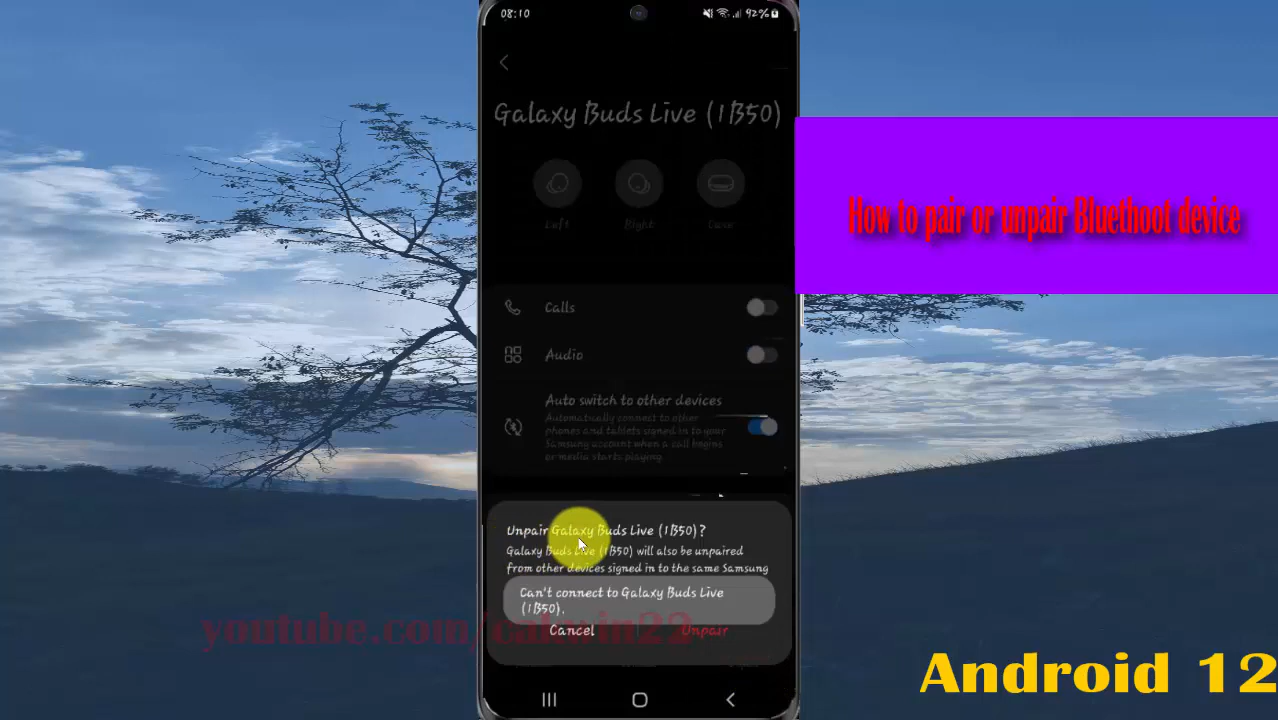 08:10
92%
Galaxy Buds Live (1B50)
Left
Right
Case
Calls
Audio
Auto switch to other devices
Automatically connect to other
phones and tablets signed in to your
Samsung account when a call begins
or media starts playing.
Unpair Galaxy Buds Live (1B50)?
Galaxy Buds Live (1B50) will also be unpaired
from other devices signed in to the same Samsung
Can't connect to Galaxy Buds Live
(1B50).
Cancel
Unpair
youtube.com/calwin22
How to pair or unpair Bluethoot device
Android 12